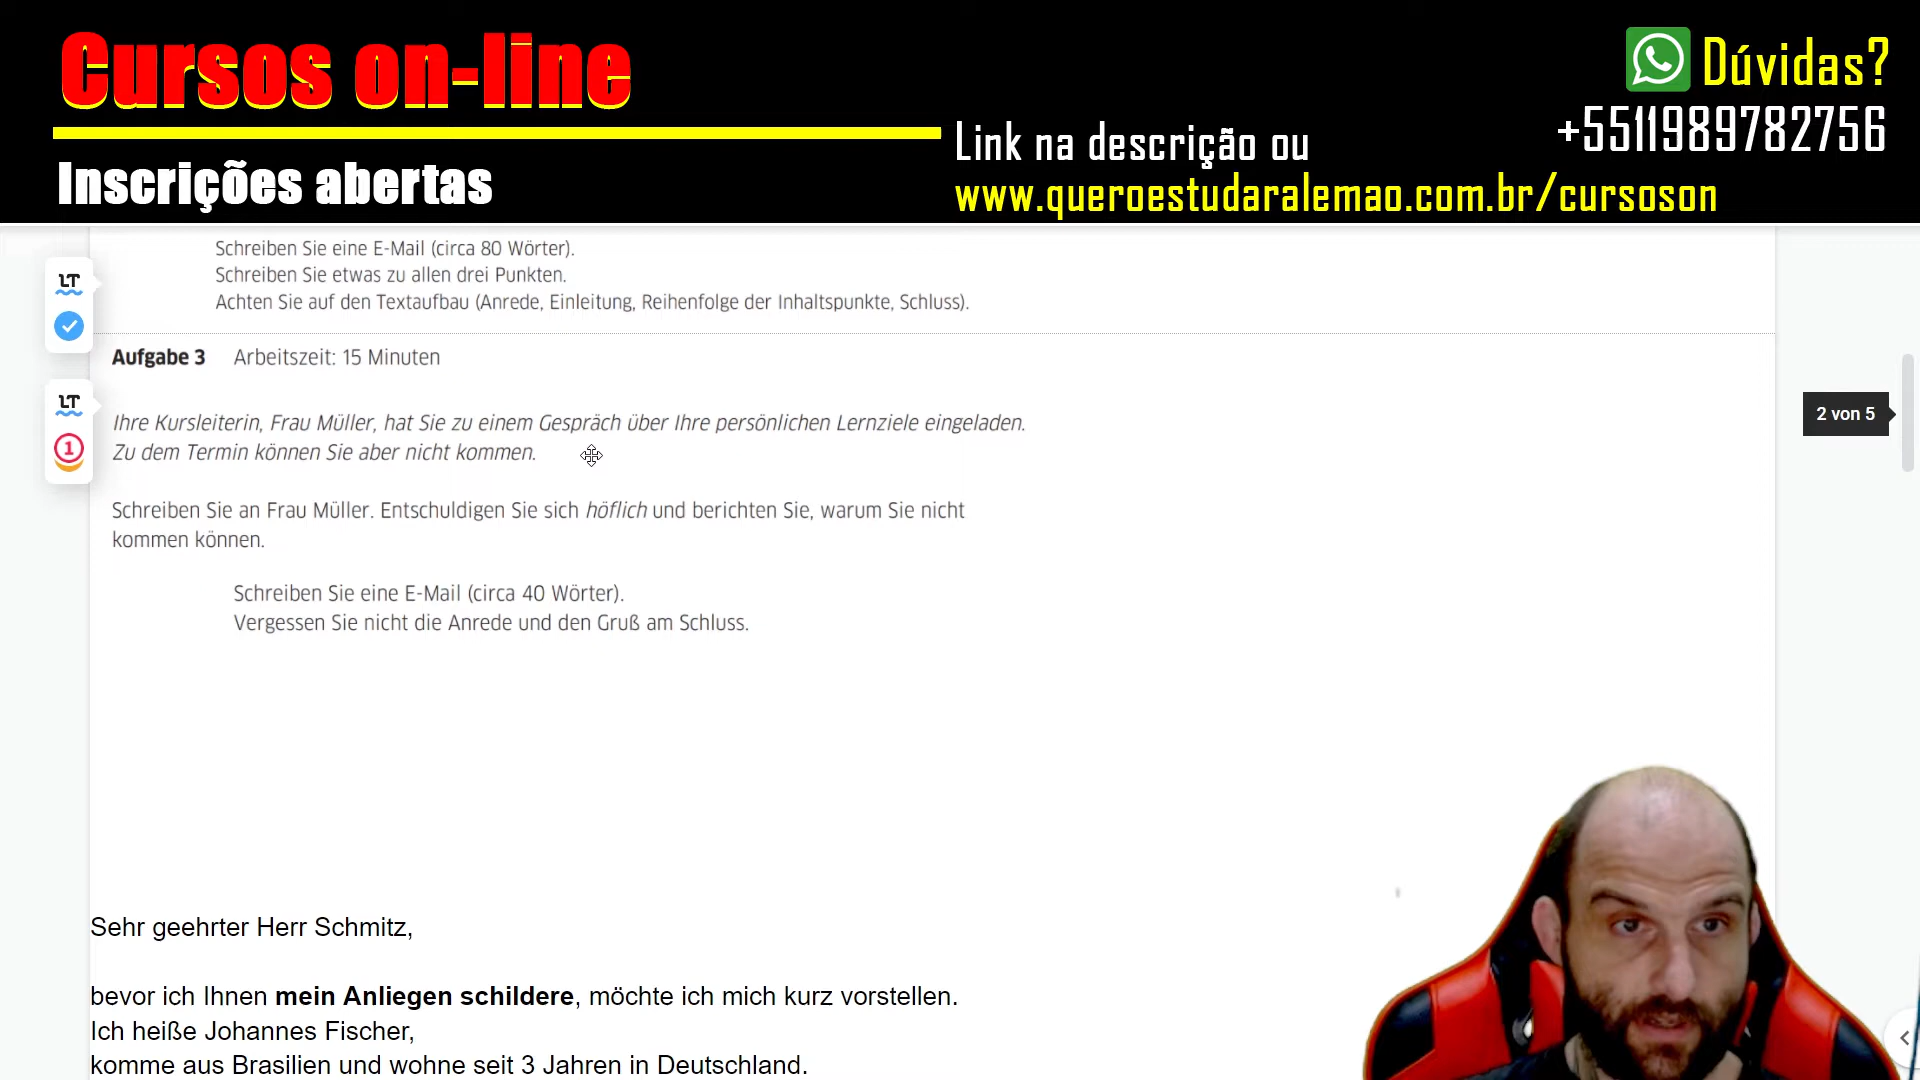 Cursos on-line
Inscrições abertas
Dúvidas?
+5511989782756
Link na descrição ou
www.queroestudaralemao.com.br/cursoson
Schreiben Sie eine E-Mail (circa 80 Wörter).
Schreiben Sie etwas zu allen drei Punkten.
Achten Sie auf den Textaufbau (Anrede, Einleitung, Reihenfolge der Inhaltspunkte, Schluss).
LT
Aufgabe 3 Arbeitszeit: 15 Minuten
LT
1
2 von 5
Ihre Kursleiterin, Frau Müller, hat Sie zu einem Gespräch über Ihre persönlichen Lernziele eingeladen.
Zu dem Termin können Sie aber nicht kommen.
Schreiben Sie an Frau Müller. Entschuldigen Sie sich höflich und berichten Sie, warum Sie nicht
kommen können.
Schreiben Sie eine E-Mail (circa 40 Wörter).
Vergessen Sie nicht die Anrede und den Gruß am Schluss.
Sehr geehrter Herr Schmitz,
bevor ich Ihnen mein Anliegen schildere, möchte ich mich kurz vorstellen.
Ich heiße Johannes Fischer,
komme aus Brasilien und wohne seit 3 Jahren in Deutschland.